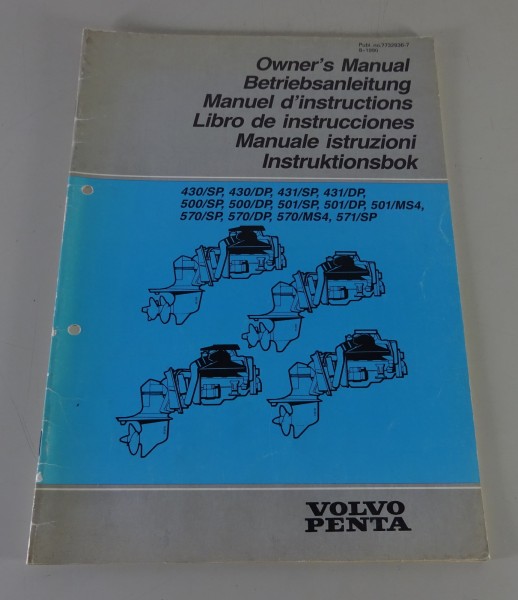 Owner's Manual
Betriebsanleitung
Manuel d'instructions
Libro de instrucciones
Manuale istruzioni
Instruktionsbok
430/SP, 430/DP, 431/SP, 431/DP,
500/SP, 500/DP, 501/SP, 501/DP, 501/MS4,
570/SP, 570/DP, 570/MS4, 571/SP
VOLVO
PENTA